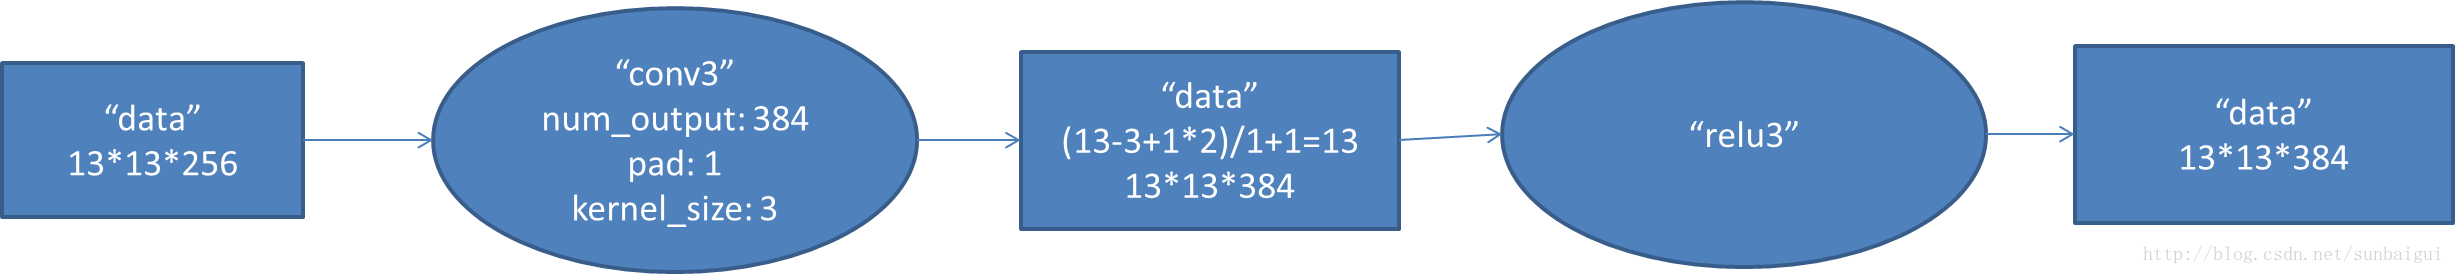 “data”
13*13*256
“conv3”
num_output: 384
pad: 1
kernel_size: 3
“data”
(13-3+1*2)/1+1=13
13*13*384
“relu3”
“data”
13*13*384
http://blog.csdn.net/sunbaigui